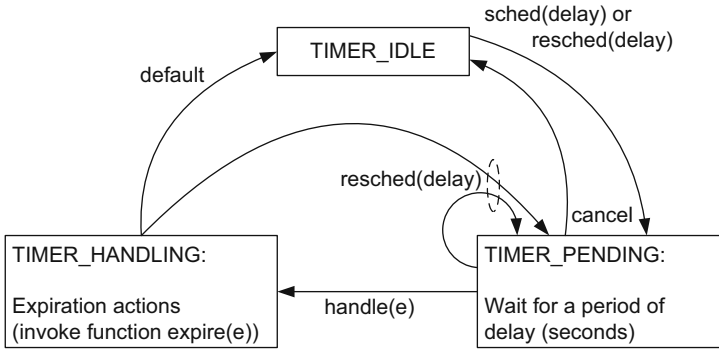 sched(delay) or
resched(delay)
TIMER_IDLE
default
resched(delay)
cancel
TIMER_HANDLING:
Expiration actions
(invoke function expire(e))
handle(e)
TIMER_PENDING:
Wait for a period of
delay (seconds)